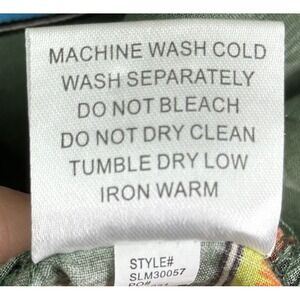 MACHINE WASH COLD
WASH SEPARATELY
DO NOT BLEACH
DO NOT DRY CLEAN
TUMBLE DRY LOW
IRON WARM
STYLE#
SLM30057
PO#